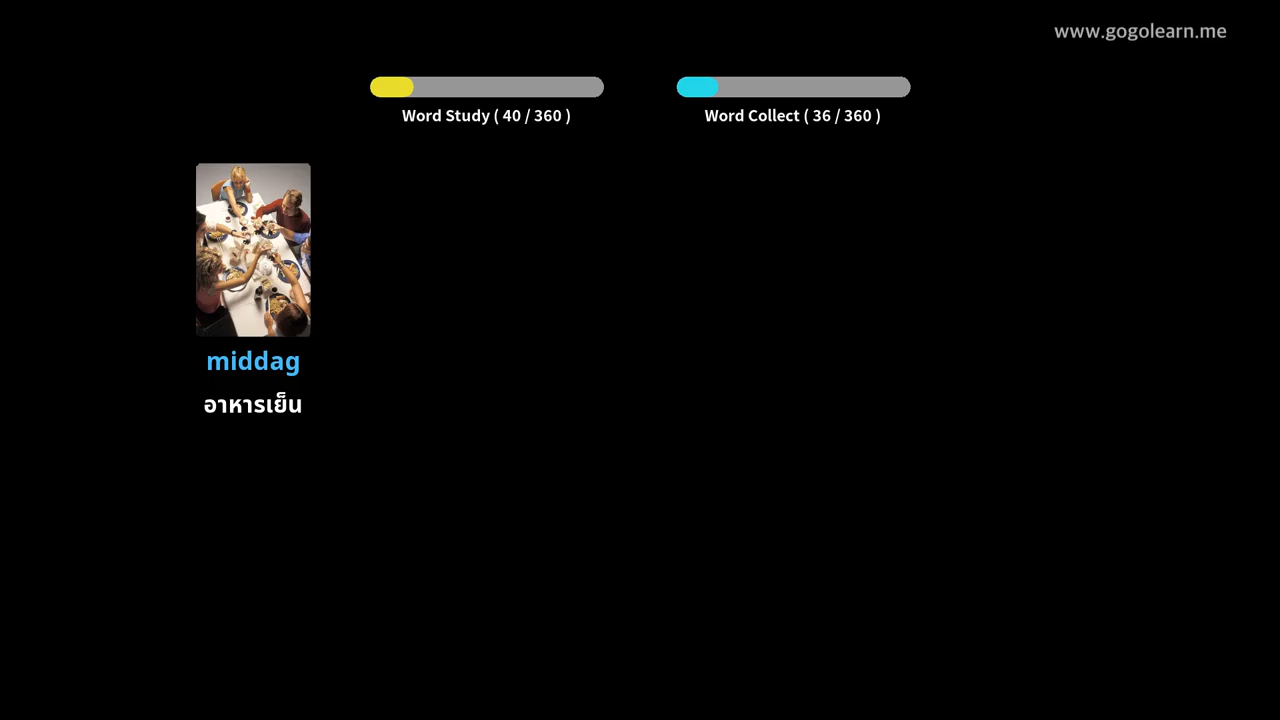 www.gogolearn.me
Word Study ( 40 / 360 )
Word Collect ( 36 / 360 )
middag
อาหารเย็น